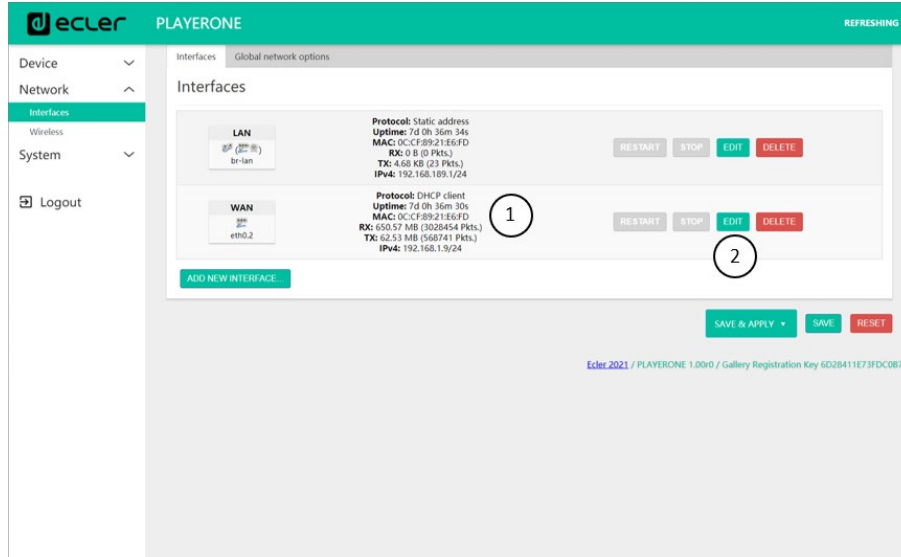 ecler
PLAYERONE
REFRESHING
Device
Network
Interfaces
Wireless
System
Logout
Interfaces
Global network options
Interfaces
LAN
br-lan
Protocol: Static address
Uptime: 7d 0h 36m 34s
MAC: 0C:CF:89:21:E6:FD
RX: 0 B (0 Pkts.)
TX: 4.68 KB (23 Pkts.)
IPv4: 192.168.189.1/24
RESTART
STOP
EDIT
DELETE
WAN
eth0.2
Protocol: DHCP client
Uptime: 7d 0h 36m 30s
MAC: 0C:CF:89:21:E6:FD
RX: 650.57 MB (3028454 Pkts.)
TX: 62.53 MB (568741 Pkts.)
IPv4: 192.168.1.9/24
1
RESTART
STOP
EDIT
DELETE
2
ADD NEW INTERFACE...
SAVE & APPLY
SAVE
RESET
Ecler 2021 / PLAYERONE 1.00r0 / Gallery Registration Key 6D28411E73FDC0B7